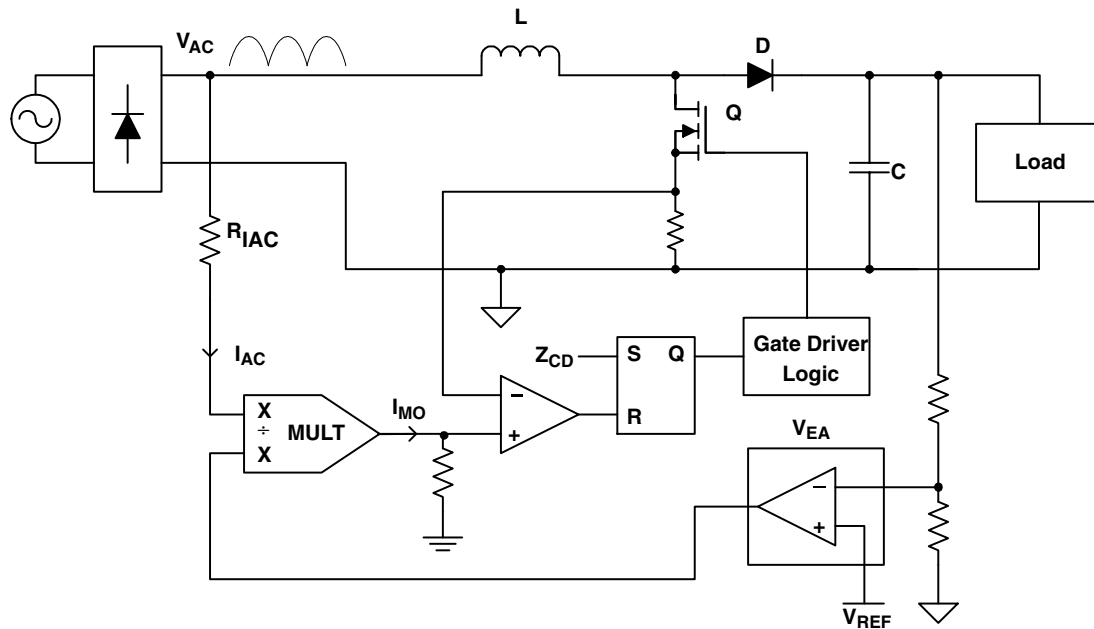 L
V_AC
D
Q
R_IAC
C
Load
I_AC
Z_CD
S Q
R
Gate Driver
Logic
I_MO
X
÷
X
MULT
−
+
V_EA
−
+
V_REF